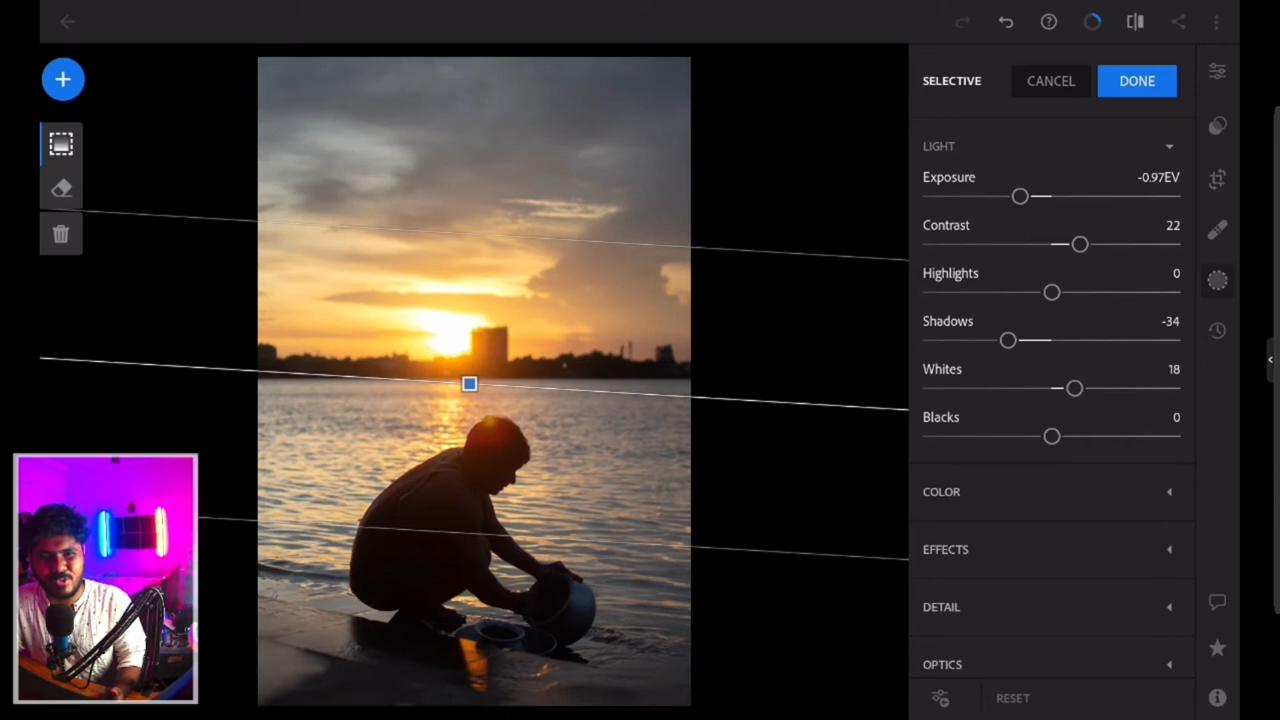 SELECTIVE
CANCEL
DONE
LIGHT
Exposure
-0.97EV
Contrast
22
Highlights
0
Shadows
-34
Whites
18
Blacks
0
COLOR
EFFECTS
DETAIL
OPTICS
RESET